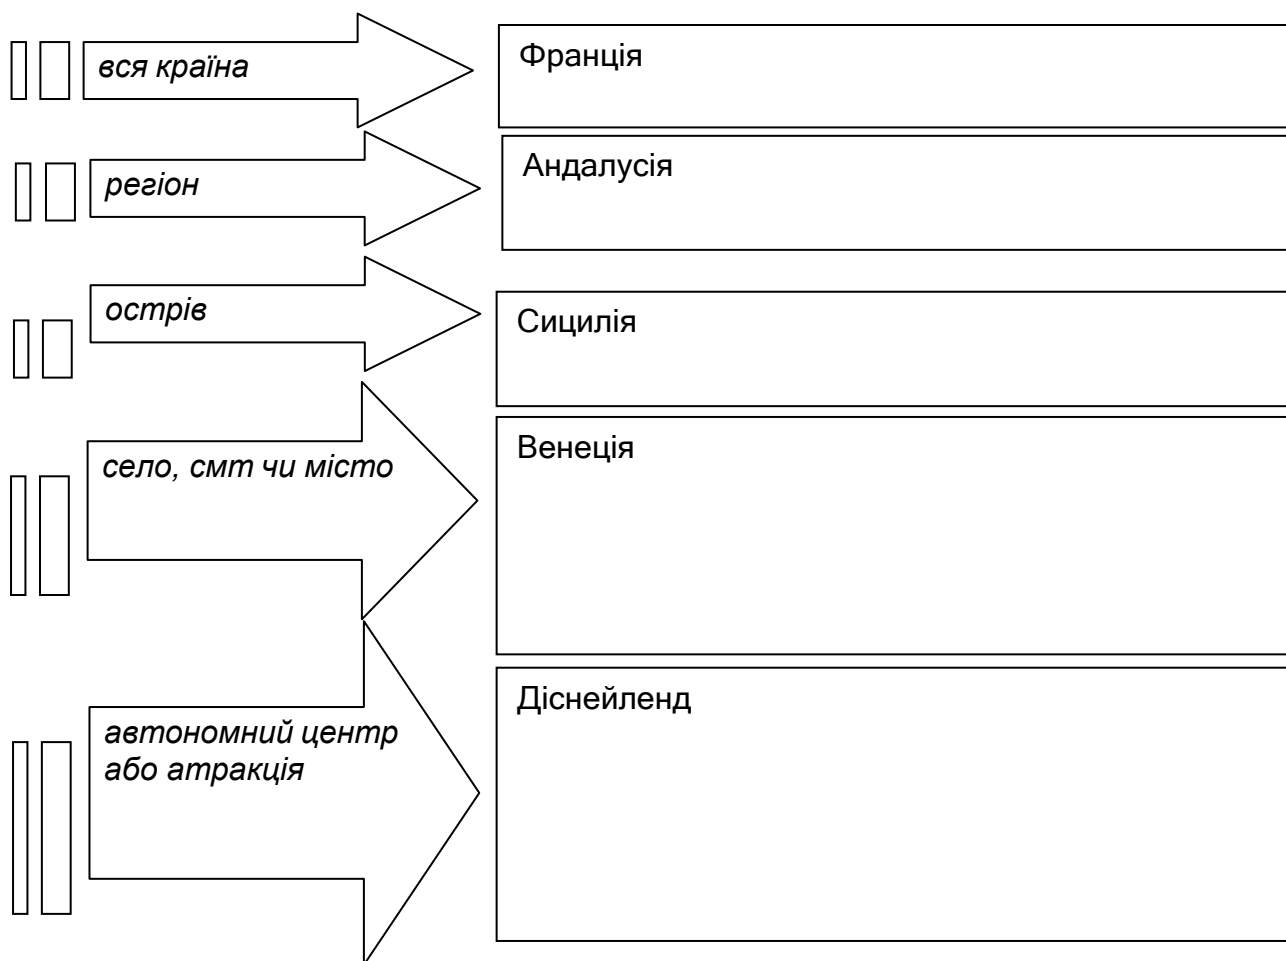 вся країна
Франція
регіон
Андалусія
острів
Сицилія
село, смт чи місто
Венеція
автономний центр
або атракція
Діснейленд